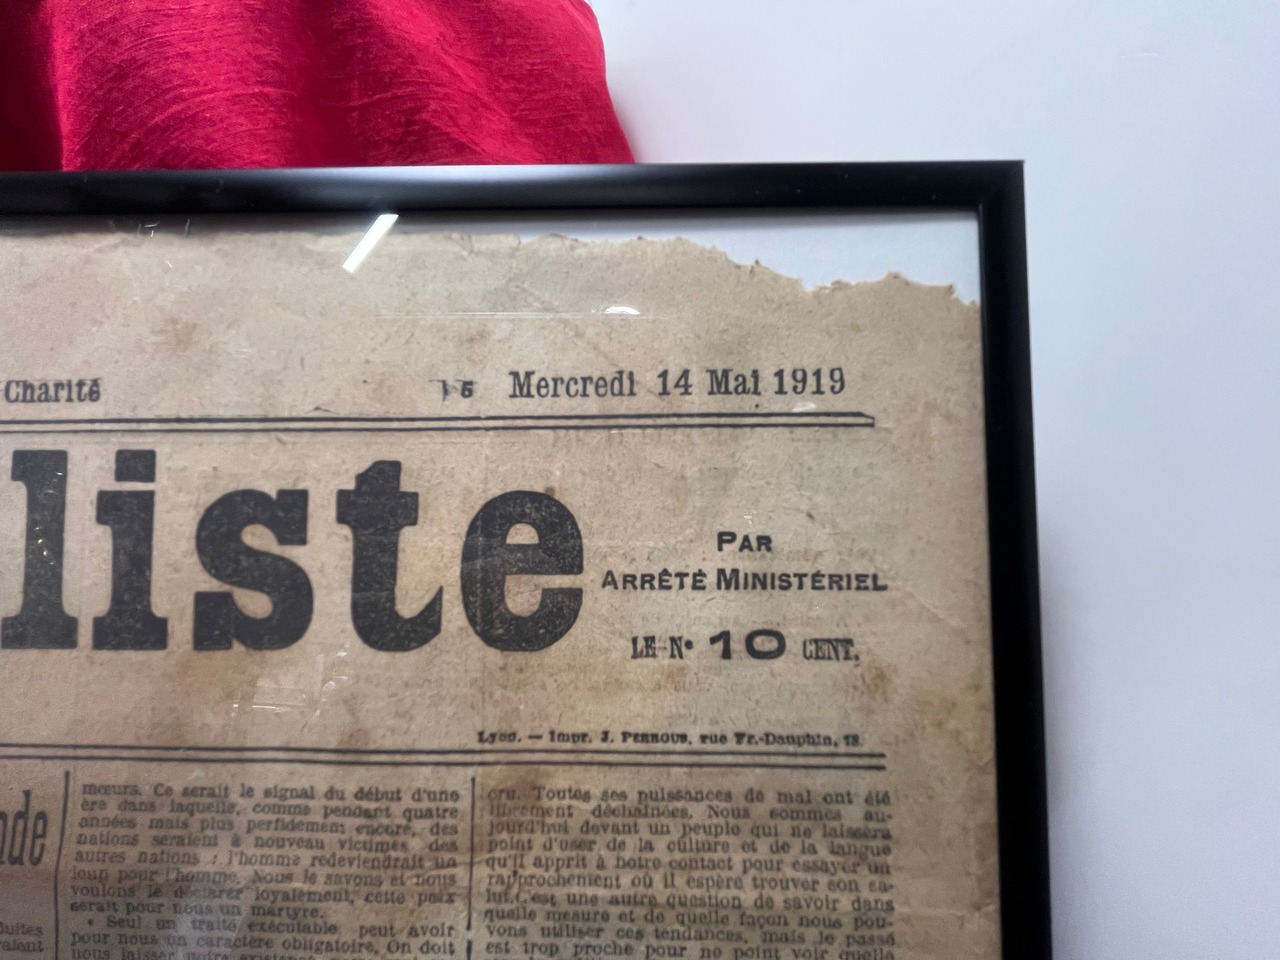 Charité
Mercredi 14 Mai 1919
liste
PAR
ARRÊTÉ MINISTÉRIEL
LE Nº 10 CENT.
Lyon. — Impr. J. PERROUD, rue Fr.-Dauphin, 18.
nde
mœurs. Ce serait le signal du début d'une
ère dans laquelle, comme pendant quatre
années mais plus perfidement encore, des
nations seraient à nouveau victimes des
autres nations ; l'homme redeviendrait un
loup pour l'homme. Nous le savons et nous
voulons le déclarer loyalement, cette paix
serait pour nous un martyre.
« Seul un traité exécutable peut avoir
pour nous un caractère obligatoire. On doit
nous laisser notre
cru. Toutes ses puissances de mal ont été
librement déchaînées. Nous sommes au-
jourd'hui devant un peuple qui ne laissera
point d'user de la culture et de la langue
qu'il apprit à notre contact pour essayer un
rapprochement où il espère trouver son sa-
lut. C'est une autre question de savoir dans
quelle mesure et de quelle façon nous pou-
vons utiliser ces tendances, mais le passé
est trop proche pour ne point voir quelle